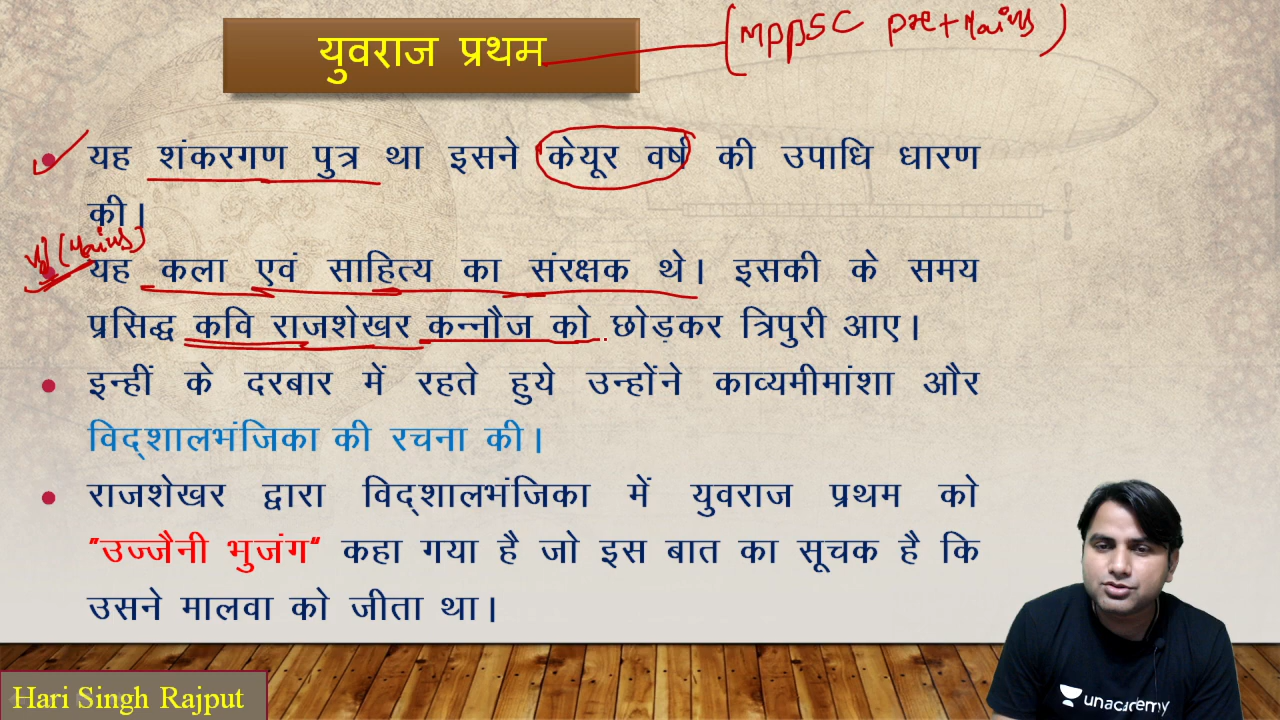 युवराज प्रथम
(MPPSC pre+Mains)
यह शंकरगण पुत्र था इसने केयूर वर्ष की उपाधि धारण
की।
(Mains)
यह कला एवं साहित्य का संरक्षक थे। इसकी के समय
प्रसिद्ध कवि राजशेखर कन्नौज को छोड़कर त्रिपुरी आए।
इन्हीं के दरबार में रहते हुये उन्होंने काव्यमीमांशा और
विद्शालभंजिका की रचना की।
राजशेखर द्वारा विद्शालभंजिका में युवराज प्रथम को
"उज्जैनी भुजंग" कहा गया है जो इस बात का सूचक है कि
उसने मालवा को जीता था।
unacademy
Hari Singh Rajput